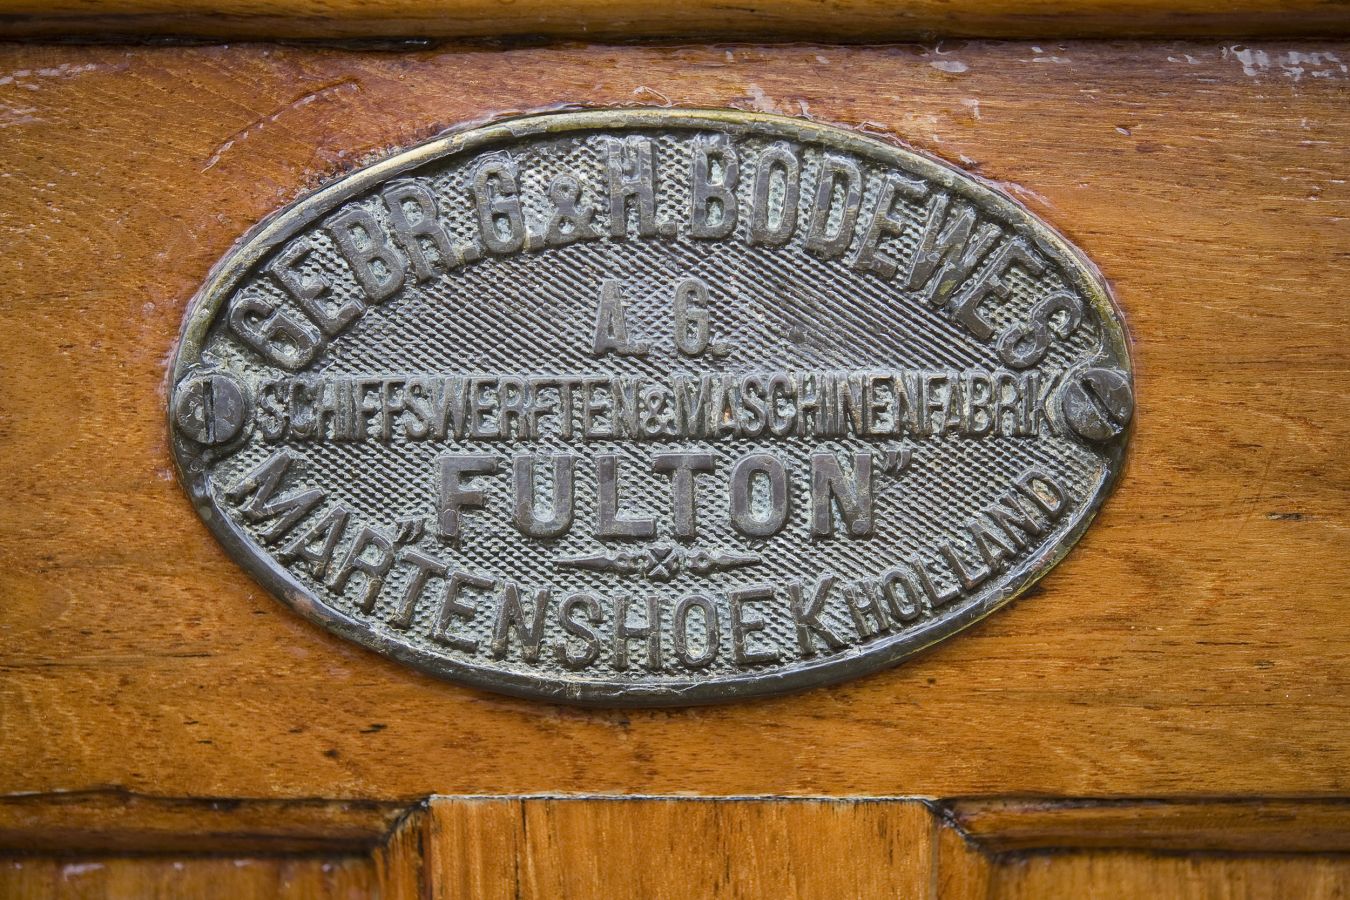 GEBR. G. & H. BODEWES
A. G.
SCHIFFSWERFTEN & MASCHINENFABRIK
„FULTON”
MARTENSHOEK HOLLAND